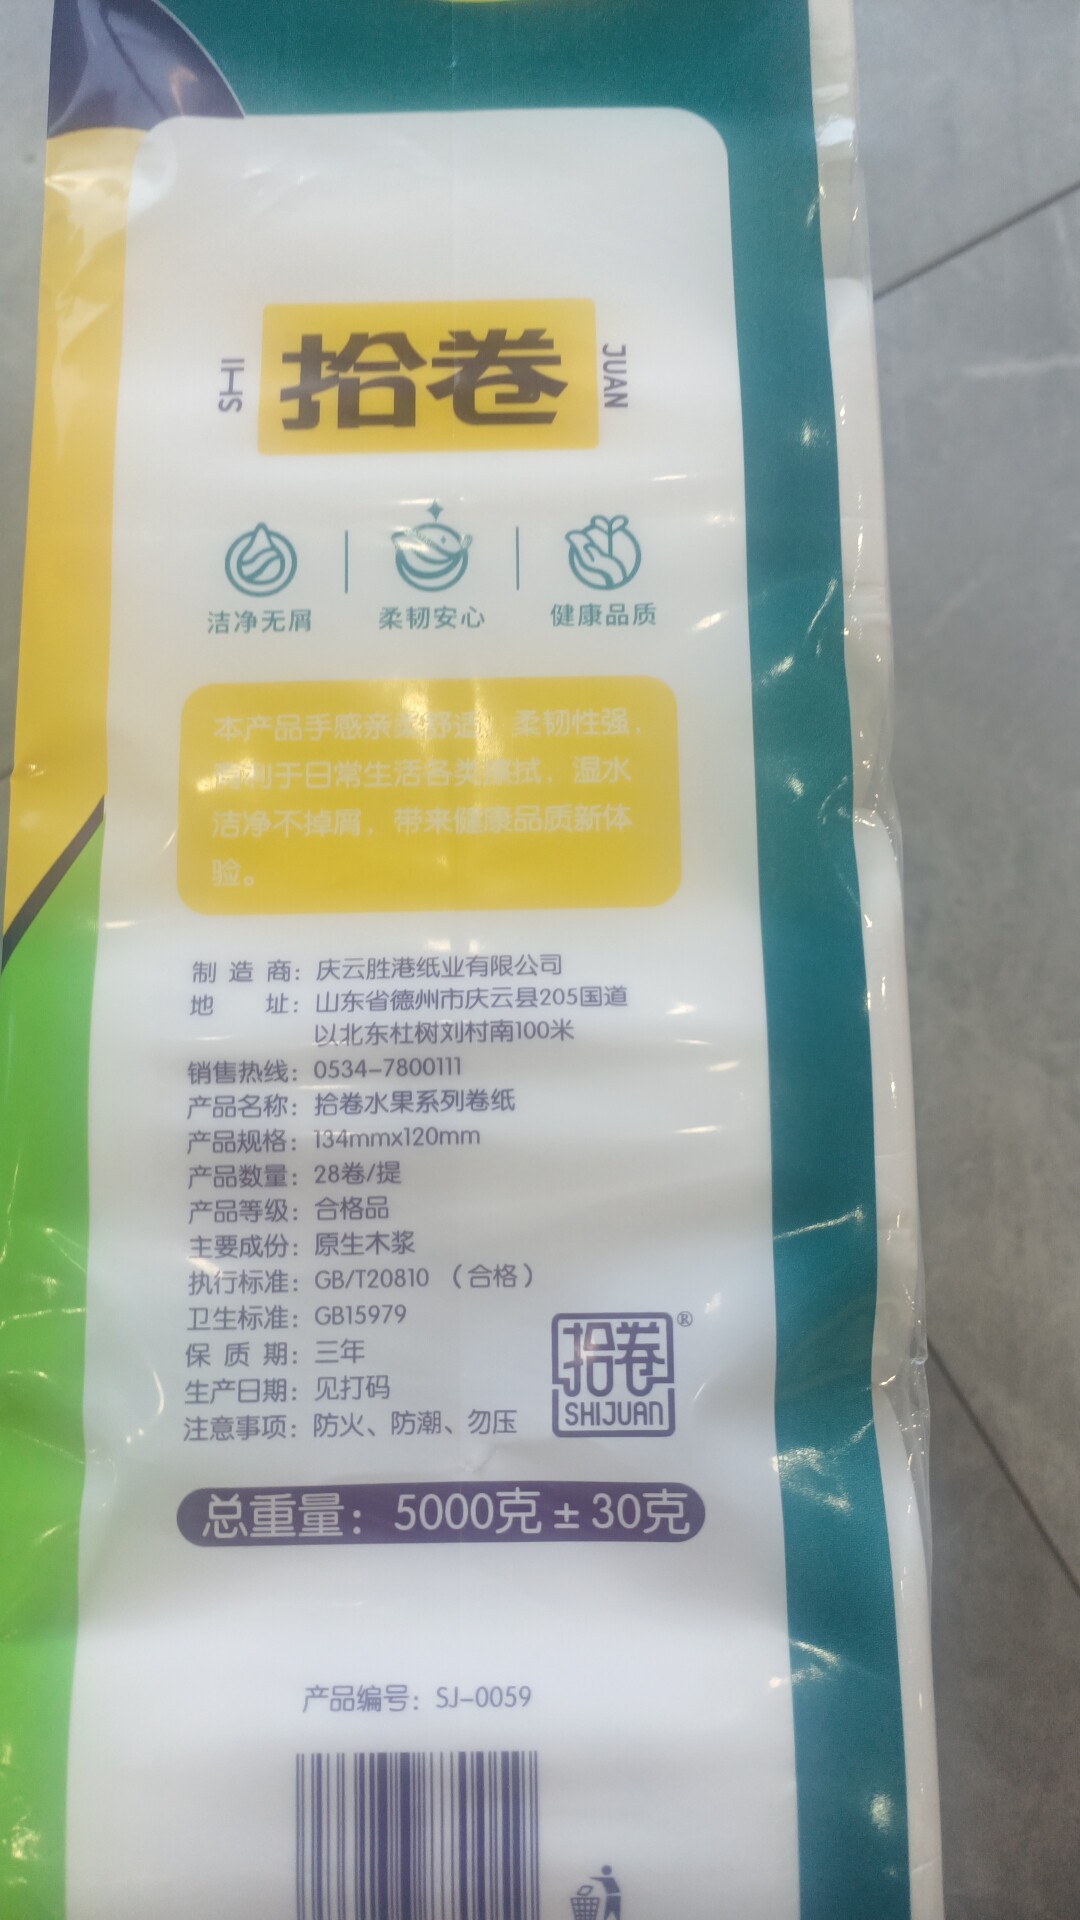 SHI
拾卷
JUAN
洁净无屑
柔韧安心
健康品质
本产品手感亲柔舒适，柔韧性强，
利于日常生活各类擦拭，湿水
洁净不掉屑，带来健康品质新体
验。
制造商：庆云胜港纸业有限公司
地址：山东省德州市庆云县205国道
以北东杜树刘村南100米
销售热线：0534-7800111
产品名称：拾卷水果系列卷纸
产品规格：134mmx120mm
产品数量：28卷/提
产品等级：合格品
主要成份：原生木浆
执行标准：GB/T20810（合格）
卫生标准：GB15979
保质期：三年
生产日期：见打码
注意事项：防火、防潮、勿压
拾卷®
SHIJUAN
总重量：5000克±30克
产品编号：SJ-0059